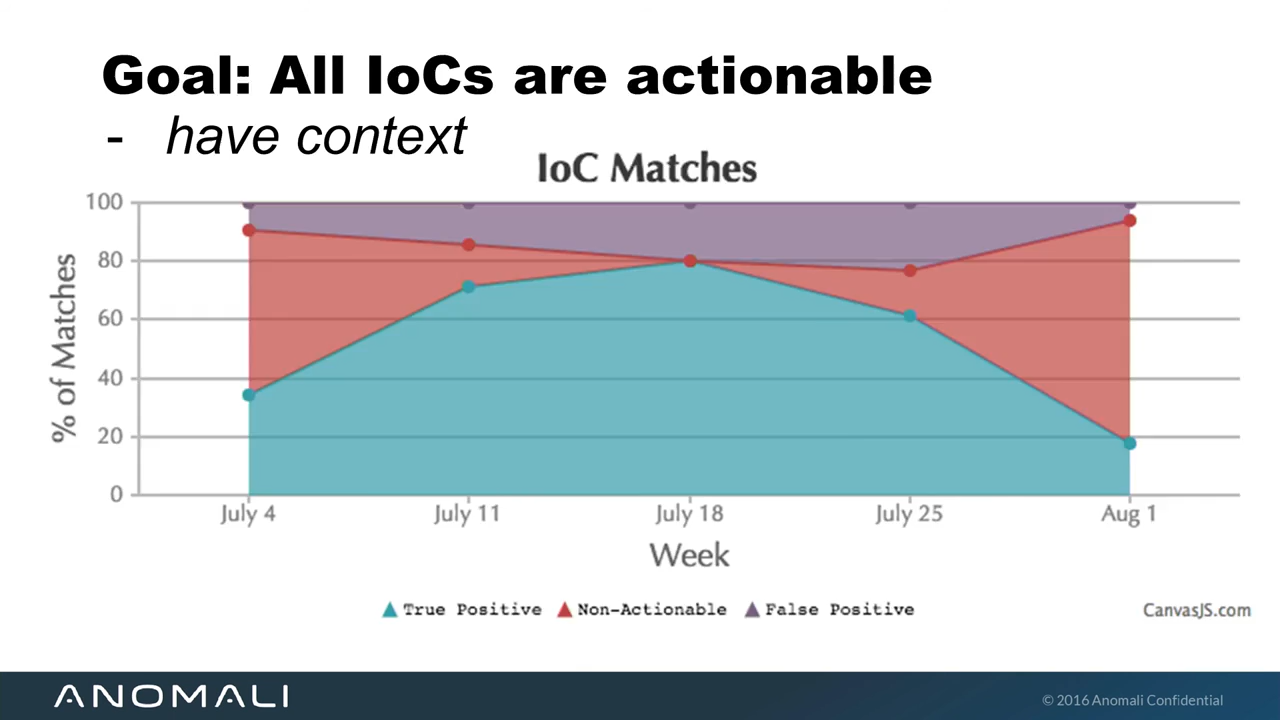 Goal: All IoCs are actionable
- have context
IoC Matches
100
80
60
40
20
0
% of Matches
July 4 July 11 July 18 July 25 Aug 1
Week
True Positive Non-Actionable False Positive
CanvasJS.com
ANOMALI
© 2016 Anomali Confidential